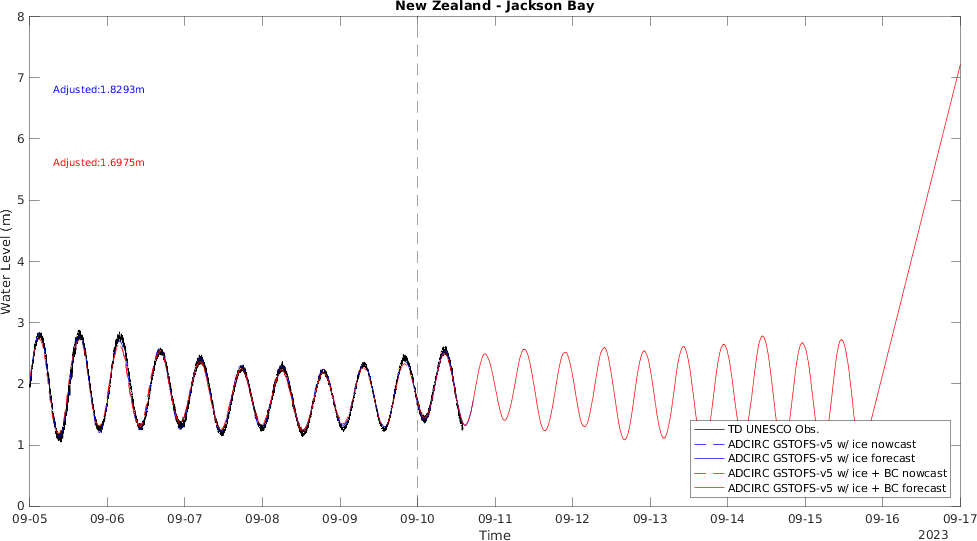 New Zealand - Jackson Bay
8
7
6
5
4
3
2
1
0
Water Level (m)
Adjusted:1.8293m
Adjusted:1.6975m
TD UNESCO Obs.
ADCIRC GSTOFS-v5 w/ ice nowcast
ADCIRC GSTOFS-v5 w/ ice forecast
ADCIRC GSTOFS-v5 w/ ice + BC nowcast
ADCIRC GSTOFS-v5 w/ ice + BC forecast
09-05 09-06 09-07 09-08 09-09 09-10 09-11 09-12 09-13 09-14 09-15 09-16 09-17
Time
2023